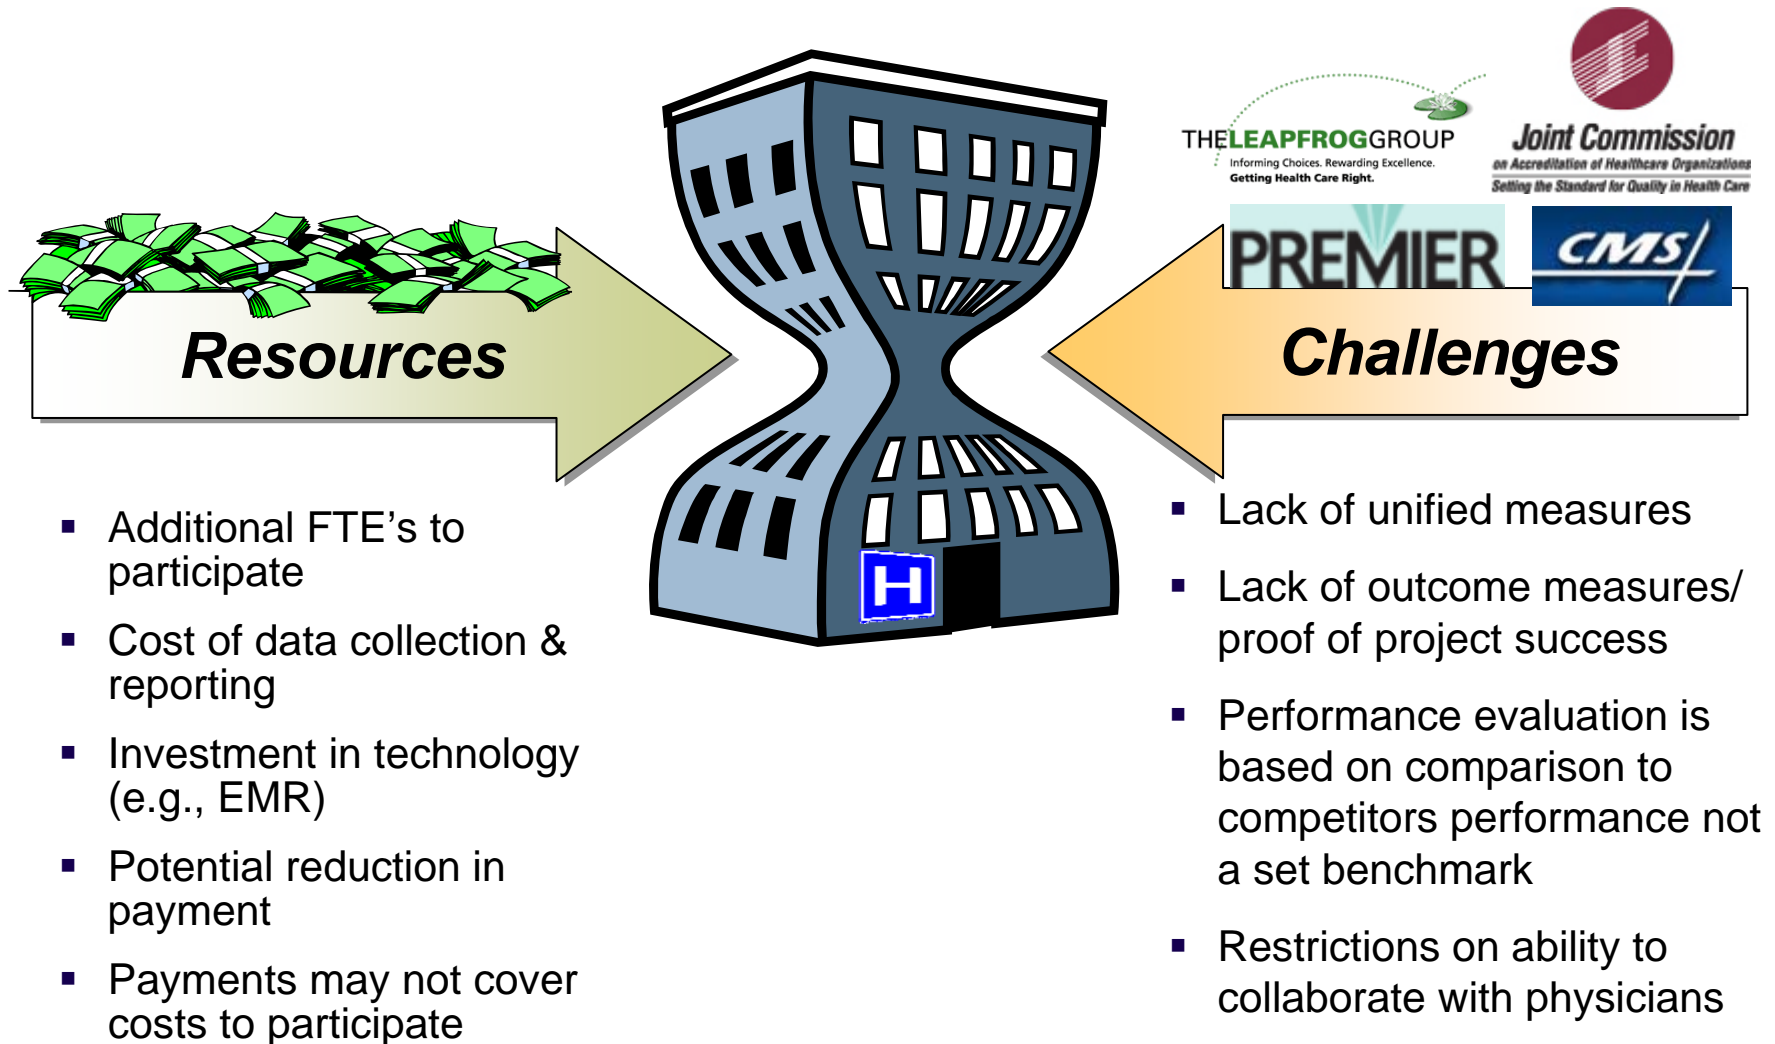 THELEAPFROGGROUP
Informing Choices. Rewarding Excellence.
Getting Health Care Right.
Joint Commission
on Accreditation of Healthcare Organizations
Setting the Standard for Quality in Health Care
PREMIER
CMS
Resources
Challenges
H
▪ Additional FTE’s to
participate
▪ Cost of data collection &
reporting
▪ Investment in technology
(e.g., EMR)
▪ Potential reduction in
payment
▪ Payments may not cover
costs to participate
▪ Lack of unified measures
▪ Lack of outcome measures/
proof of project success
▪ Performance evaluation is
based on comparison to
competitors performance not
a set benchmark
▪ Restrictions on ability to
collaborate with physicians